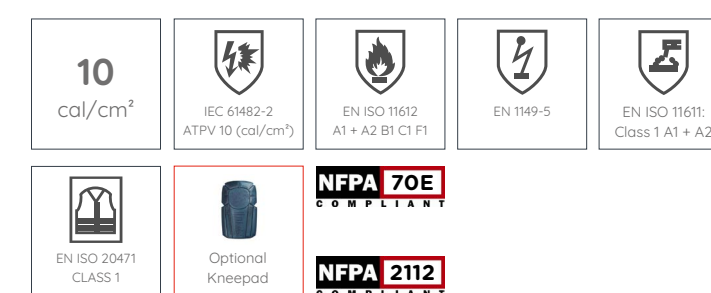 10
cal/cm²
IEC 61482-2
ATPV 10 (cal/cm²)
EN ISO 11612
A1 + A2 B1 C1 F1
EN 1149-5
EN ISO 11611:
Class 1 A1 + A2
EN ISO 20471
CLASS 1
Optional
Kneepad
NFPA 70E
COMPLIANT
NFPA 2112
COMPLIANT